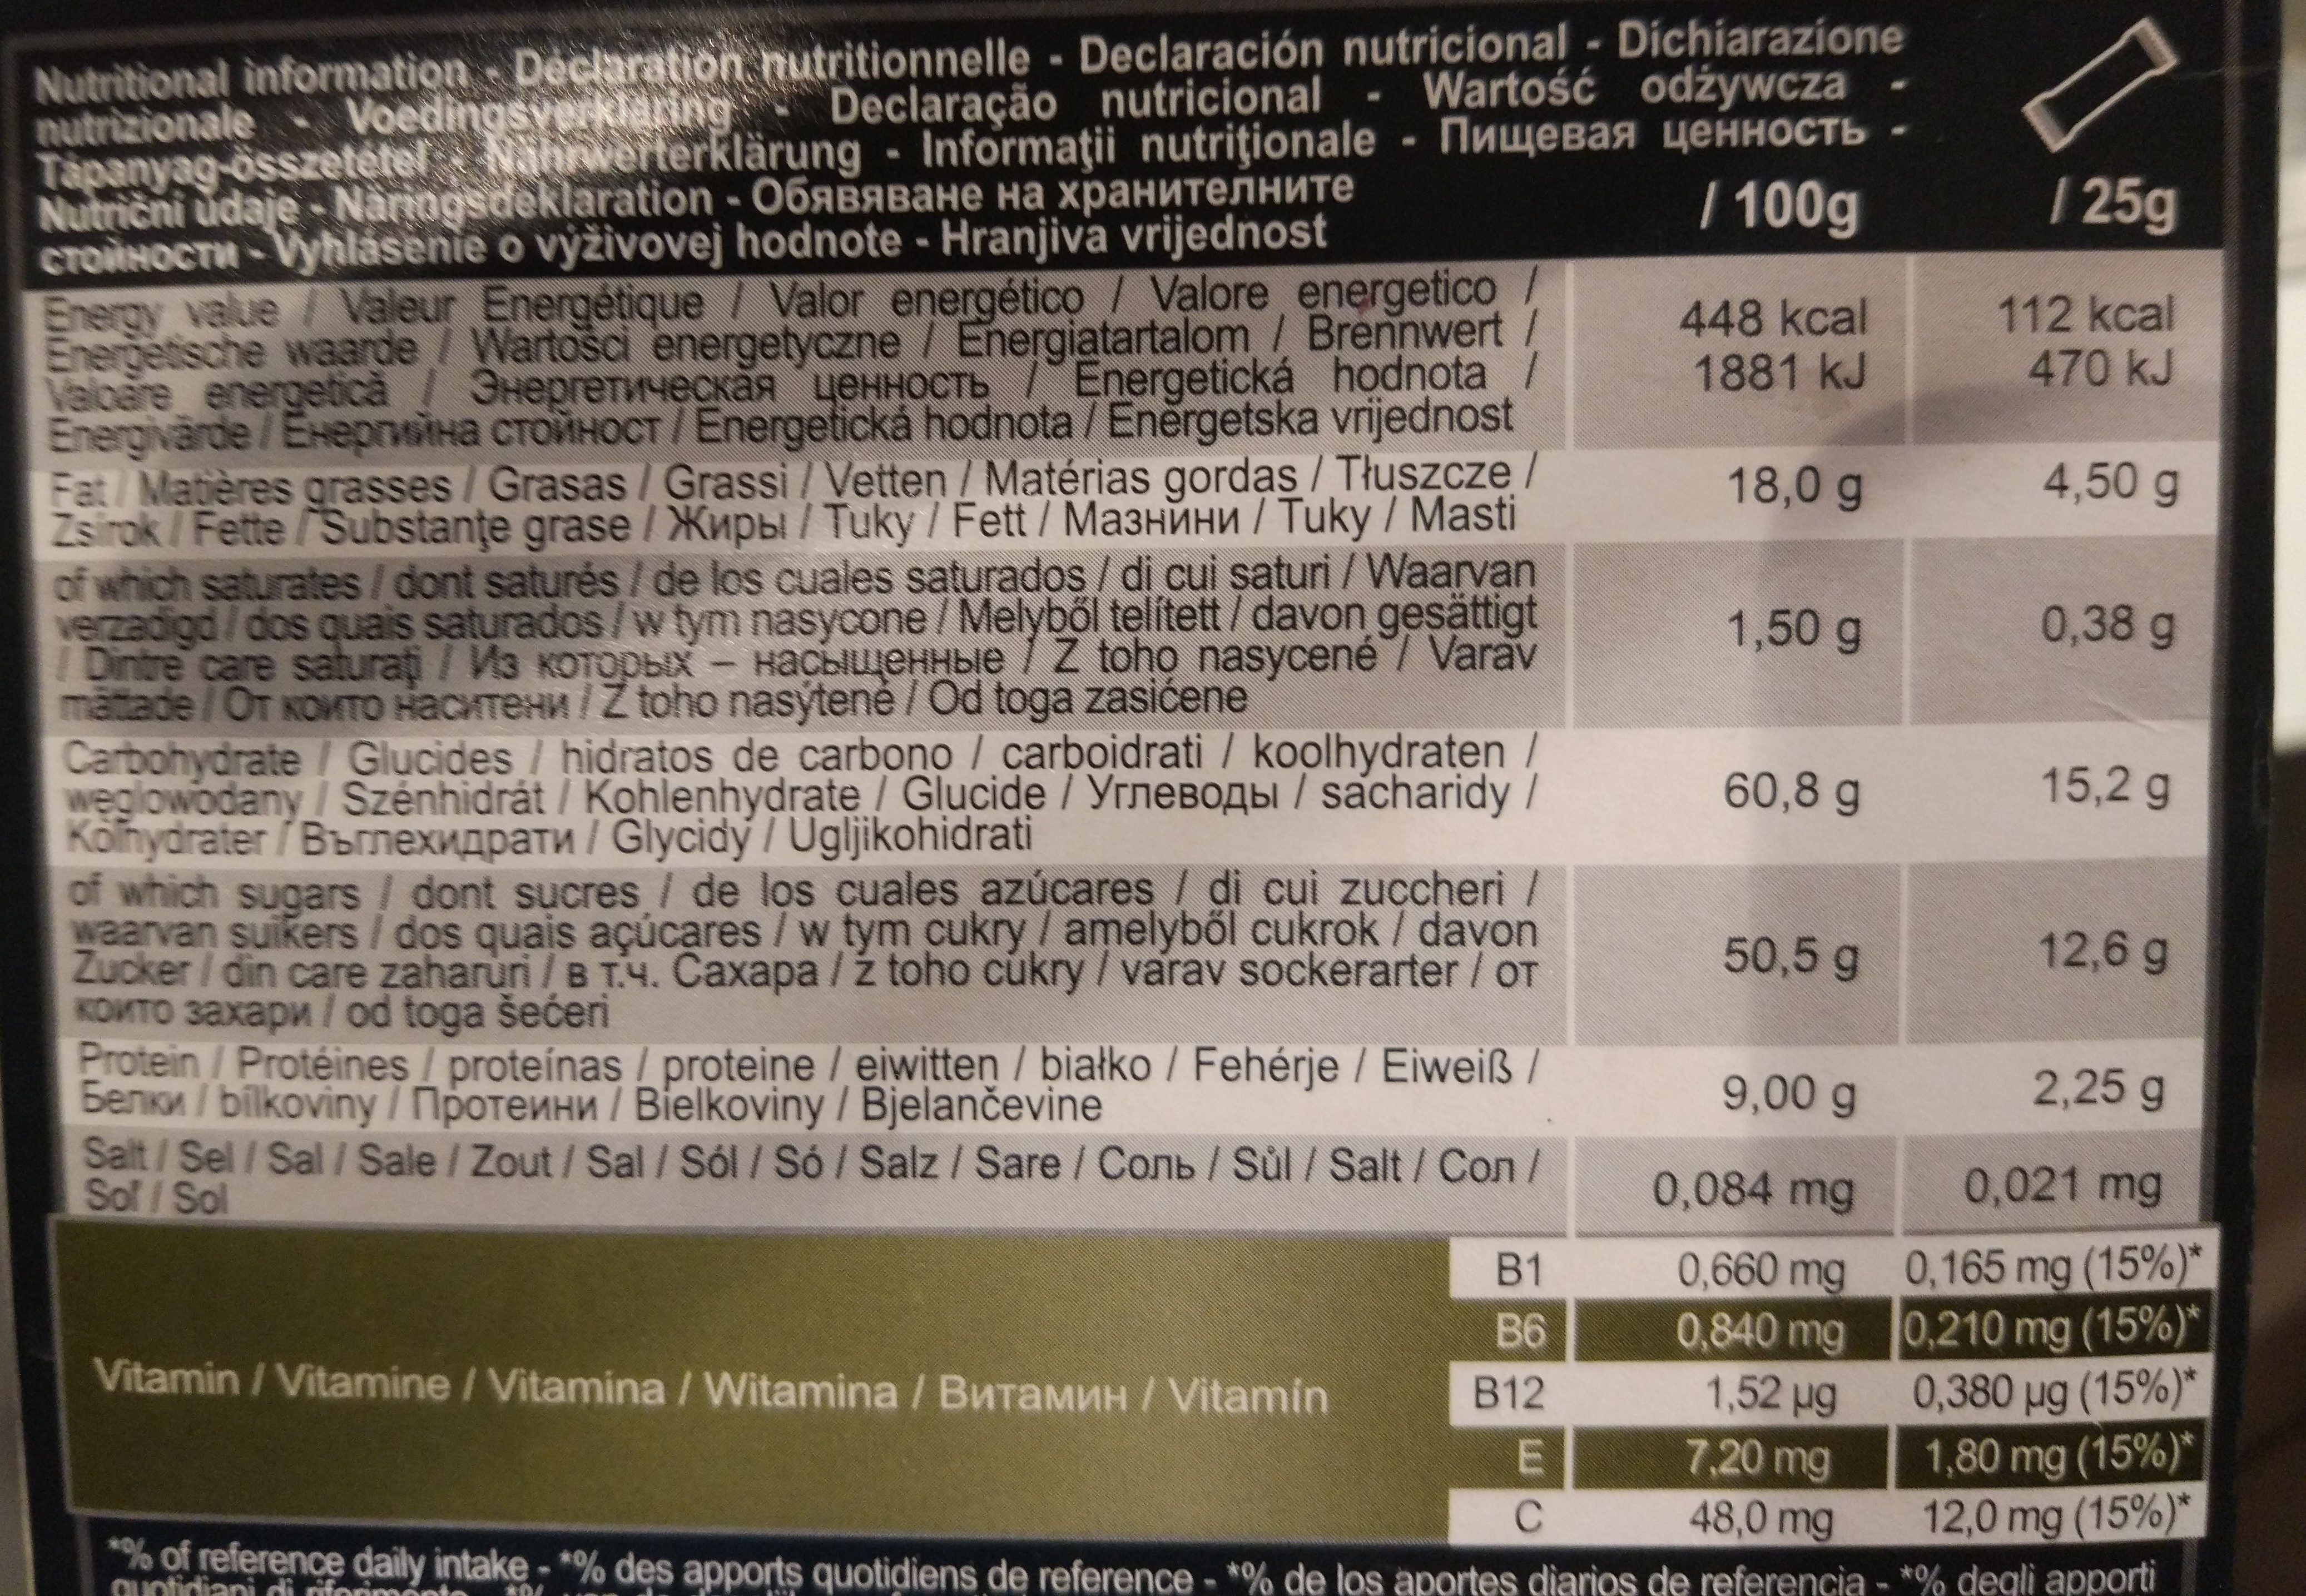 Nutritional information - Déclaration nutritionnelle - Declaración nutricional - Dichiarazione
nutrizionale - Voedingsverklaring - Declaração nutricional - Wartość odżywcza -
Tápanyag-összetétel - Nährwerterklärung - Informaţii nutriţionale - Пищевая ценность -
Nutriční údaje - Näringsdeklaration - Обявяване на хранителните
стойности - Vyhlásenie o výživovej hodnote - Hranjiva vrijednost
/ 100g
/ 25g
Energy value / Valeur Energétique / Valor energético / Valore energetico /
Energetische waarde / Wartości energetyczne / Energiatartalom / Brennwert /
Valoare energetică / Энергетическая ценность / Energetická hodnota /
Energivärde / Енергийна стойност / Energetická hodnota / Energetska vrijednost
448 kcal 112 kcal
1881 kJ 470 kJ
Fat / Matières grasses / Grasas / Grassi / Vetten / Matérias gordas / Tłuszcze /
Zsírok / Fette / Substanţe grase / Жиры / Tuky / Fett / Мазнини / Tuky / Masti
18,0 g 4,50 g
of which saturates / dont saturés / de los cuales saturados / di cui saturi / Waarvan
verzadigd / dos quais saturados / w tym nasycone / Melyből telített / davon gesättigt
/ Dintre care saturaţi / Из которых – насыщенные / Z toho nasycené / Varav
mättade / От които наситени / Z toho nasýtené / Od toga zasićene
1,50 g 0,38 g
Carbohydrate / Glucides / hidratos de carbono / carboidrati / koolhydraten /
węglowodany / Szénhidrát / Kohlenhydrate / Glucide / Углеводы / sacharidy /
Kolhydrater / Въглехидрати / Glycidy / Ugljikohidrati
60,8 g 15,2 g
of which sugars / dont sucres / de los cuales azúcares / di cui zuccheri /
waarvan suikers / dos quais açúcares / w tym cukry / amelyből cukrok / davon
Zucker / din care zaharuri / в т.ч. Сахара / z toho cukry / varav sockerarter / от
които захари / od toga šećeri
50,5 g 12,6 g
Protein / Protéines / proteínas / proteine / eiwitten / białko / Fehérje / Eiweiß /
Белки / bílkoviny / Протеини / Bielkoviny / Bjelančevine
9,00 g 2,25 g
Salt / Sel / Sal / Sale / Zout / Sal / Sól / Só / Salz / Sare / Соль / Sůl / Salt / Сол /
Soľ / Sol
0,084 mg 0,021 mg
Vitamin / Vitamine / Vitamina / Witamina / Витамин / Vitamín
B1 0,660 mg 0,165 mg (15%)*
B6 0,840 mg 0,210 mg (15%)*
B12 1,52 µg 0,380 µg (15%)*
E 7,20 mg 1,80 mg (15%)*
C 48,0 mg 12,0 mg (15%)*
*% of reference daily intake - *% des apports quotidiens de reference - *% de los aportes diarios de referencia - *% degli apporti
quotidiani di